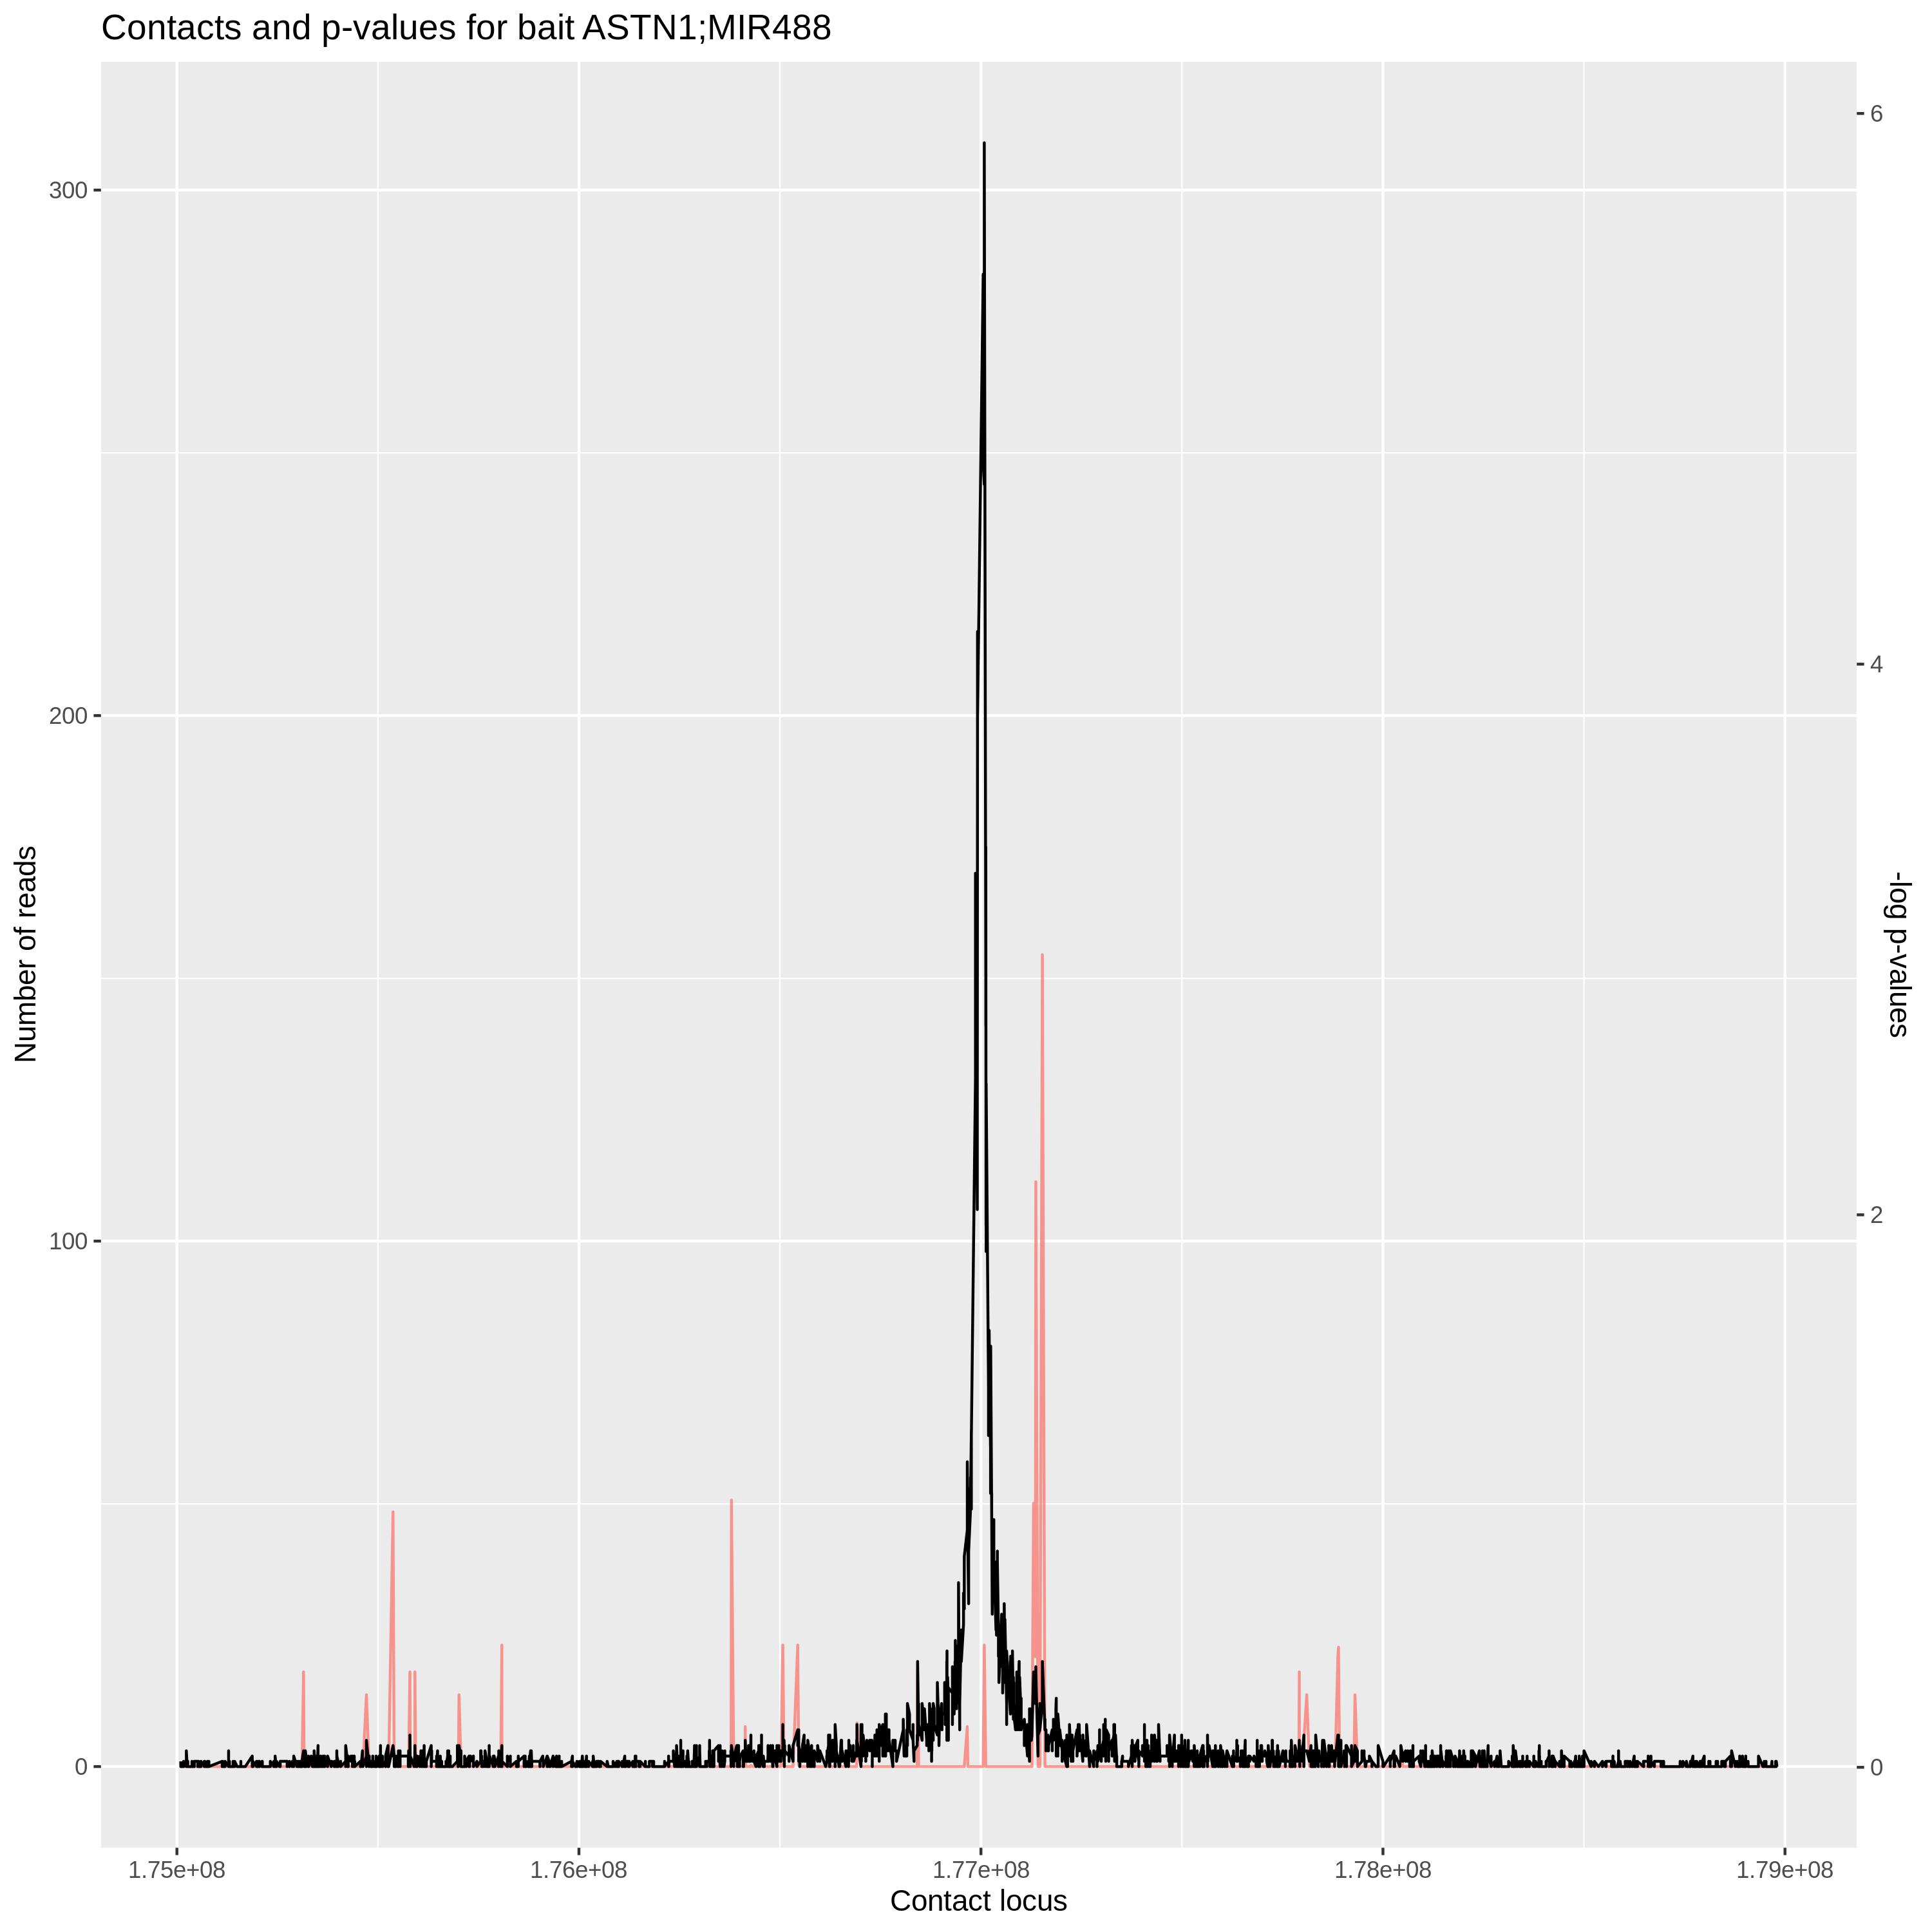 Contacts and p-values for bait ASTN1;MIR488
Number of reads
300
200
100
0
6
4
2
0
-log p-values
1.75e+08
1.76e+08
1.77e+08
1.78e+08
1.79e+08
Contact locus